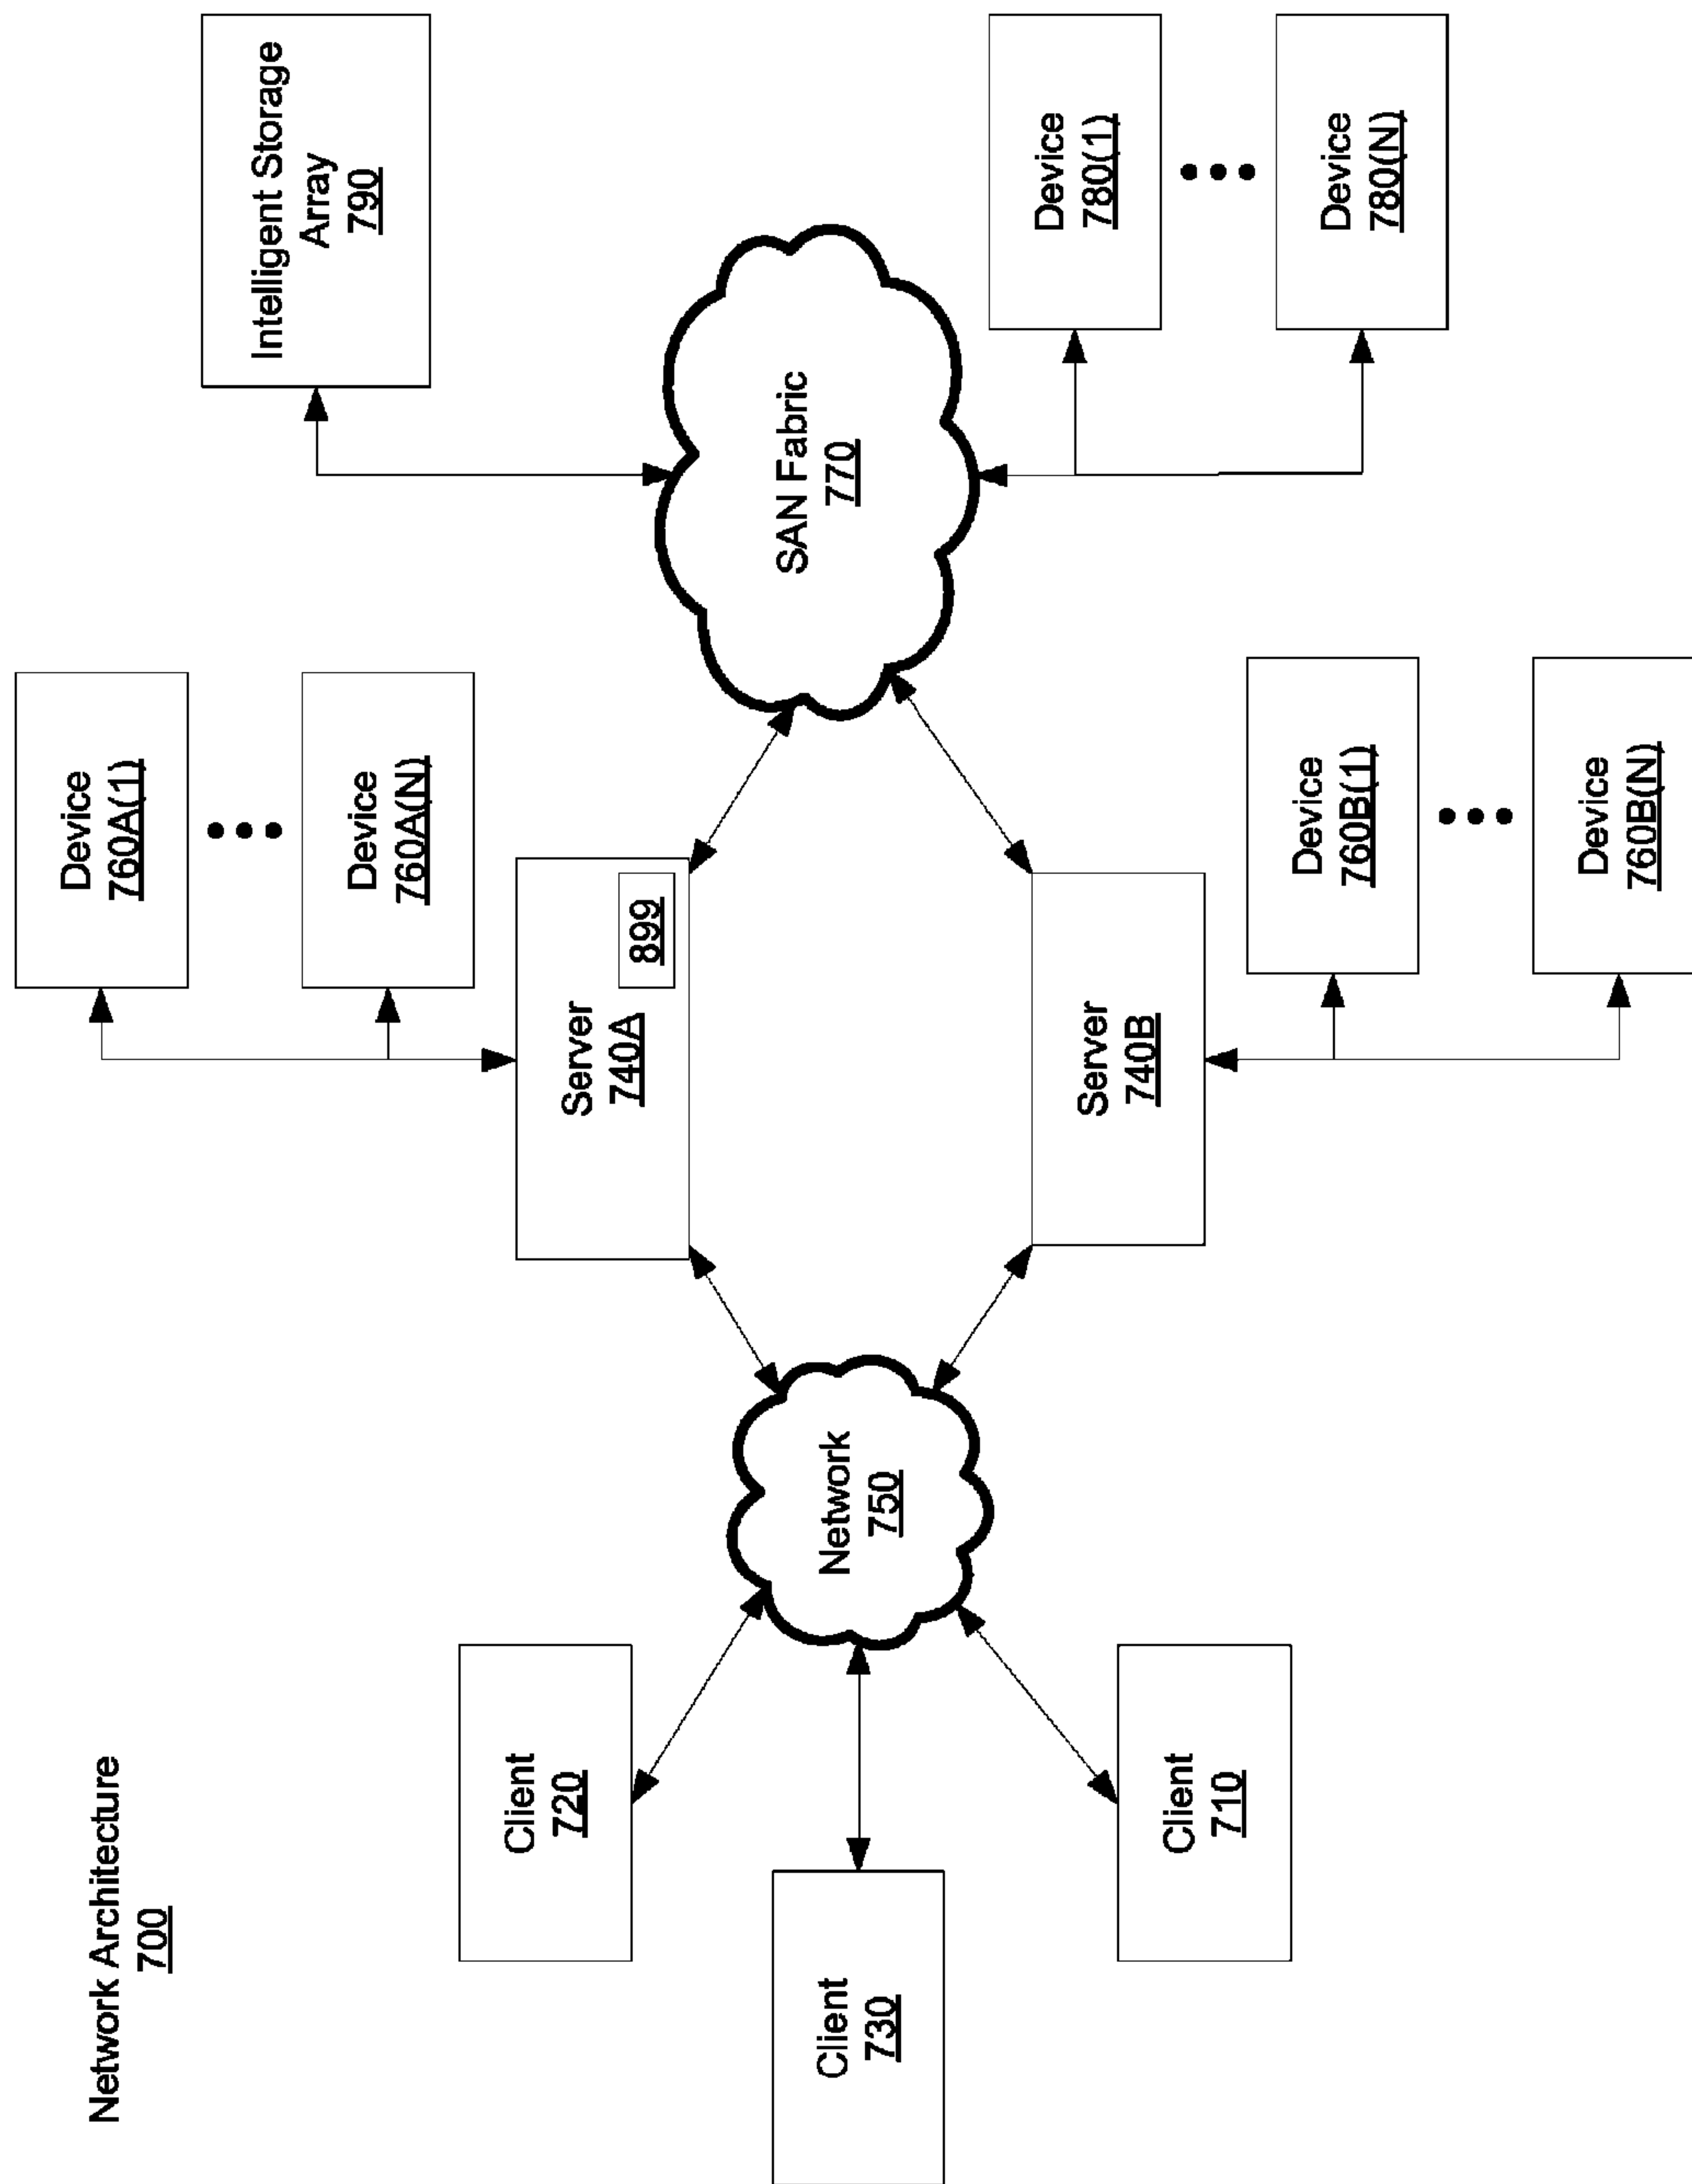 Network Architecture
700
Client
730
Client
720
Client
710
Network
750
Server
740A
899
Server
740B
Device
760A(1)
Device
760A(N)
Device
760B(1)
Device
760B(N)
SAN Fabric
770
Intelligent Storage
Array
790
Device
780(1)
Device
780(N)